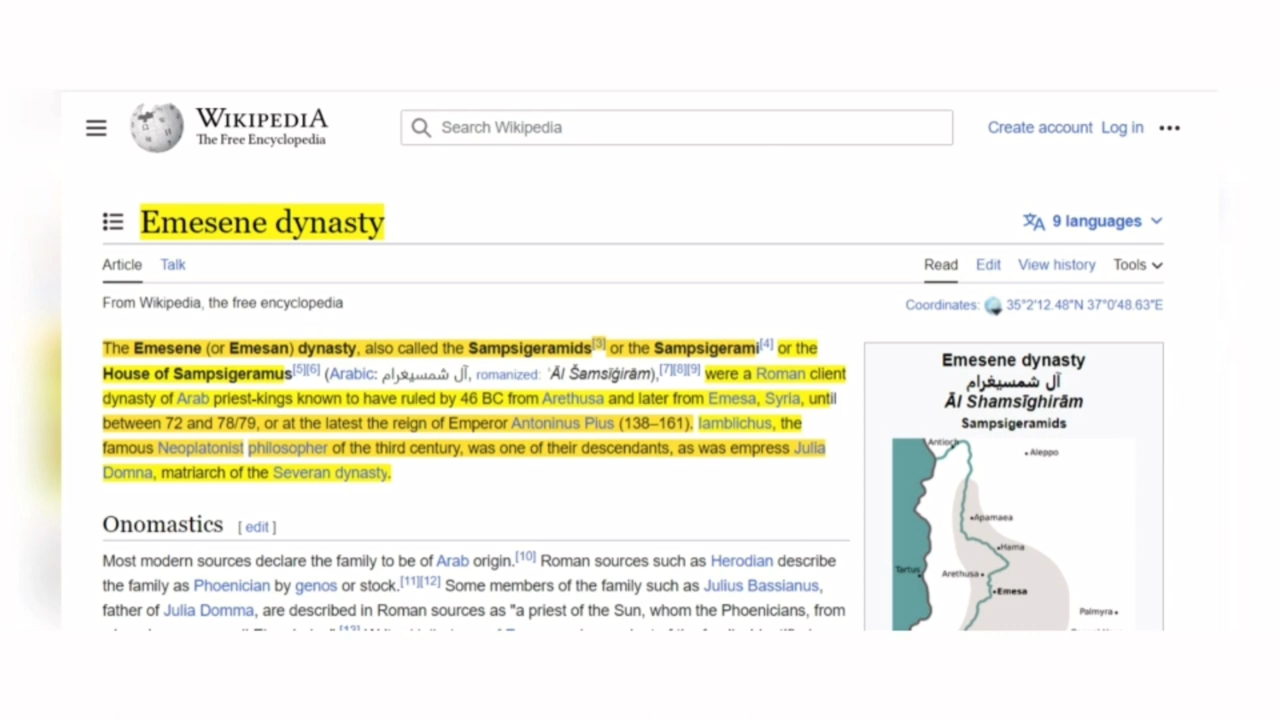 WIKIPEDIA
The Free Encyclopedia
Search Wikipedia
Create account Log in
Emesene dynasty
9 languages
Article Talk
Read Edit View history Tools
From Wikipedia, the free encyclopedia
Coordinates: 35°2′12.48″N 37°0′48.63″E
The Emesene (or Emesan) dynasty, also called the Sampsigeramids[3] or the Sampsigerami[4] or the
House of Sampsigeramus[5][6] (Arabic: آل شمسيغرام, romanized: ʾĀl Šamsīġirām),[7][8][9] were a Roman client
dynasty of Arab priest-kings known to have ruled by 46 BC from Arethusa and later from Emesa, Syria, until
between 72 and 78/79, or at the latest the reign of Emperor Antoninus Pius (138–161). Iamblichus, the
famous Neoplatonist philosopher of the third century, was one of their descendants, as was empress Julia
Domna, matriarch of the Severan dynasty.
Onomastics [ edit ]
Most modern sources declare the family to be of Arab origin.[10] Roman sources such as Herodian describe
the family as Phoenician by genos or stock.[11][12] Some members of the family such as Julius Bassianus,
father of Julia Domma, are described in Roman sources as "a priest of the Sun, whom the Phoenicians, from
Emesene dynasty
آل شمسيغرام
Āl Shamsīghirām
Sampsigeramids
Antioch
Aleppo
Apamaea
Hama
Tartus
Arethusa
Emesa
Palmyra